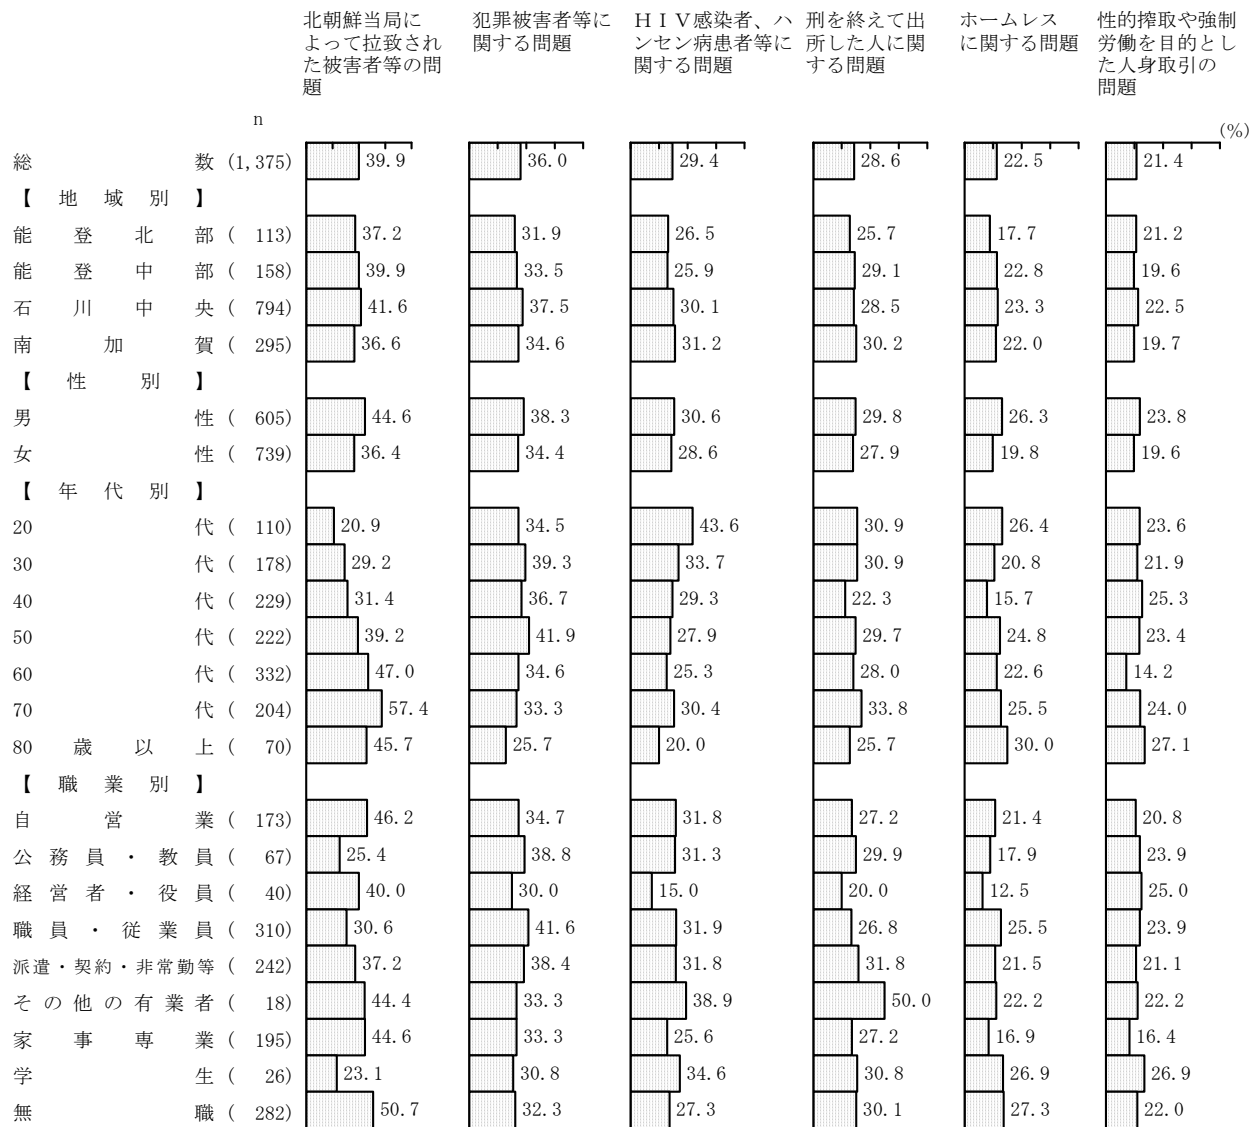 北朝鮮当局に
よって拉致され
た被害者等の問
題
犯罪被害者等に
関する問題
ＨＩＶ感染者、ハ
ンセン病患者等に
関する問題
刑を終えて出
所した人に関
する問題
ホームレス
に関する問題
性的搾取や強制
労働を目的とし
た人身取引の
問題
n
(%)
総数 (1,375) 39.9 36.0 29.4 28.6 22.5 21.4
【地域別】
能登北部 ( 113) 37.2 31.9 26.5 25.7 17.7 21.2
能登中部 ( 158) 39.9 33.5 25.9 29.1 22.8 19.6
石川中央 ( 794) 41.6 37.5 30.1 28.5 23.3 22.5
南加賀 ( 295) 36.6 34.6 31.2 30.2 22.0 19.7
【性別】
男性 ( 605) 44.6 38.3 30.6 29.8 26.3 23.8
女性 ( 739) 36.4 34.4 28.6 27.9 19.8 19.6
【年代別】
20代 ( 110) 20.9 34.5 43.6 30.9 26.4 23.6
30代 ( 178) 29.2 39.3 33.7 30.9 20.8 21.9
40代 ( 229) 31.4 36.7 29.3 22.3 15.7 25.3
50代 ( 222) 39.2 41.9 27.9 29.7 24.8 23.4
60代 ( 332) 47.0 34.6 25.3 28.0 22.6 14.2
70代 ( 204) 57.4 33.3 30.4 33.8 25.5 24.0
80歳以上 ( 70) 45.7 25.7 20.0 25.7 30.0 27.1
【職業別】
自営業 ( 173) 46.2 34.7 31.8 27.2 21.4 20.8
公務員・教員 ( 67) 25.4 38.8 31.3 29.9 17.9 23.9
経営者・役員 ( 40) 40.0 30.0 15.0 20.0 12.5 25.0
職員・従業員 ( 310) 30.6 41.6 31.9 26.8 25.5 23.9
派遣・契約・非常勤等 ( 242) 37.2 38.4 31.8 31.8 21.5 21.1
その他の有業者 ( 18) 44.4 33.3 38.9 50.0 22.2 22.2
家事専業 ( 195) 44.6 33.3 25.6 27.2 16.9 16.4
学生 ( 26) 23.1 30.8 34.6 30.8 26.9 26.9
無職 ( 282) 50.7 32.3 27.3 30.1 27.3 22.0